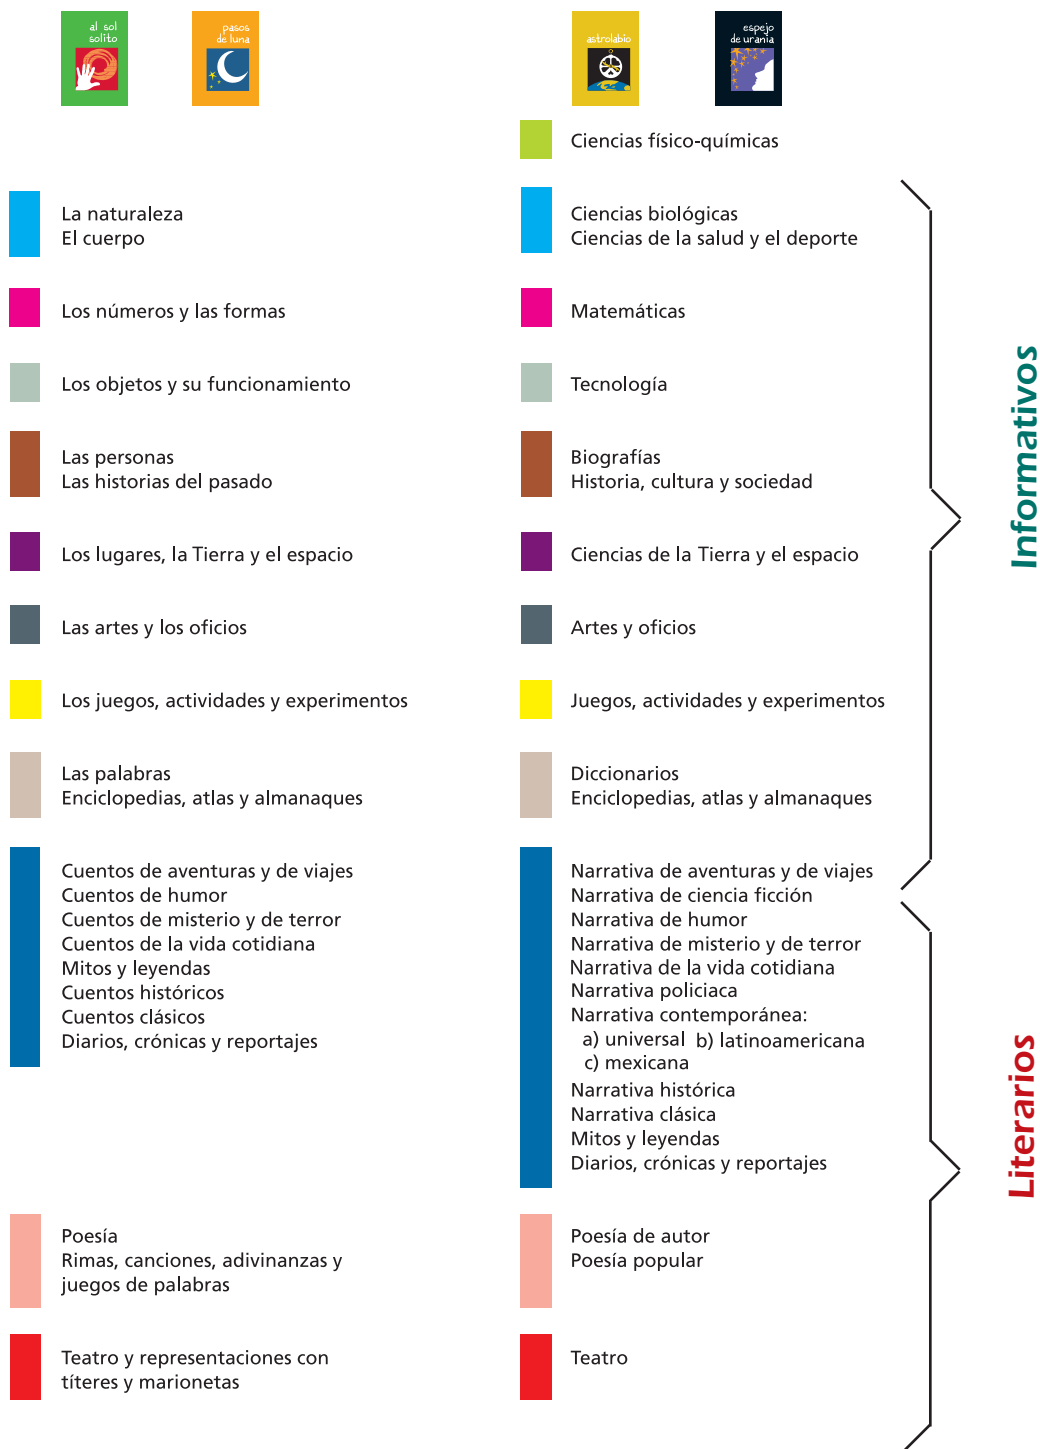 al sol
solito
pasos
de luna
astrolabio
espejo
de urania
Ciencias físico-químicas
La naturaleza
El cuerpo
Ciencias biológicas
Ciencias de la salud y el deporte
Los números y las formas
Matemáticas
Los objetos y su funcionamiento
Tecnología
Las personas
Las historias del pasado
Biografías
Historia, cultura y sociedad
Los lugares, la Tierra y el espacio
Ciencias de la Tierra y el espacio
Las artes y los oficios
Artes y oficios
Los juegos, actividades y experimentos
Juegos, actividades y experimentos
Las palabras
Enciclopedias, atlas y almanaques
Diccionarios
Enciclopedias, atlas y almanaques
Informativos
Cuentos de aventuras y de viajes
Cuentos de humor
Cuentos de misterio y de terror
Cuentos de la vida cotidiana
Mitos y leyendas
Cuentos históricos
Cuentos clásicos
Diarios, crónicas y reportajes
Narrativa de aventuras y de viajes
Narrativa de ciencia ficción
Narrativa de humor
Narrativa de misterio y de terror
Narrativa de la vida cotidiana
Narrativa policiaca
Narrativa contemporánea:
a) universal b) latinoamericana
c) mexicana
Narrativa histórica
Narrativa clásica
Mitos y leyendas
Diarios, crónicas y reportajes
Poesía
Rimas, canciones, adivinanzas y
juegos de palabras
Poesía de autor
Poesía popular
Teatro y representaciones con
títeres y marionetas
Teatro
Literarios